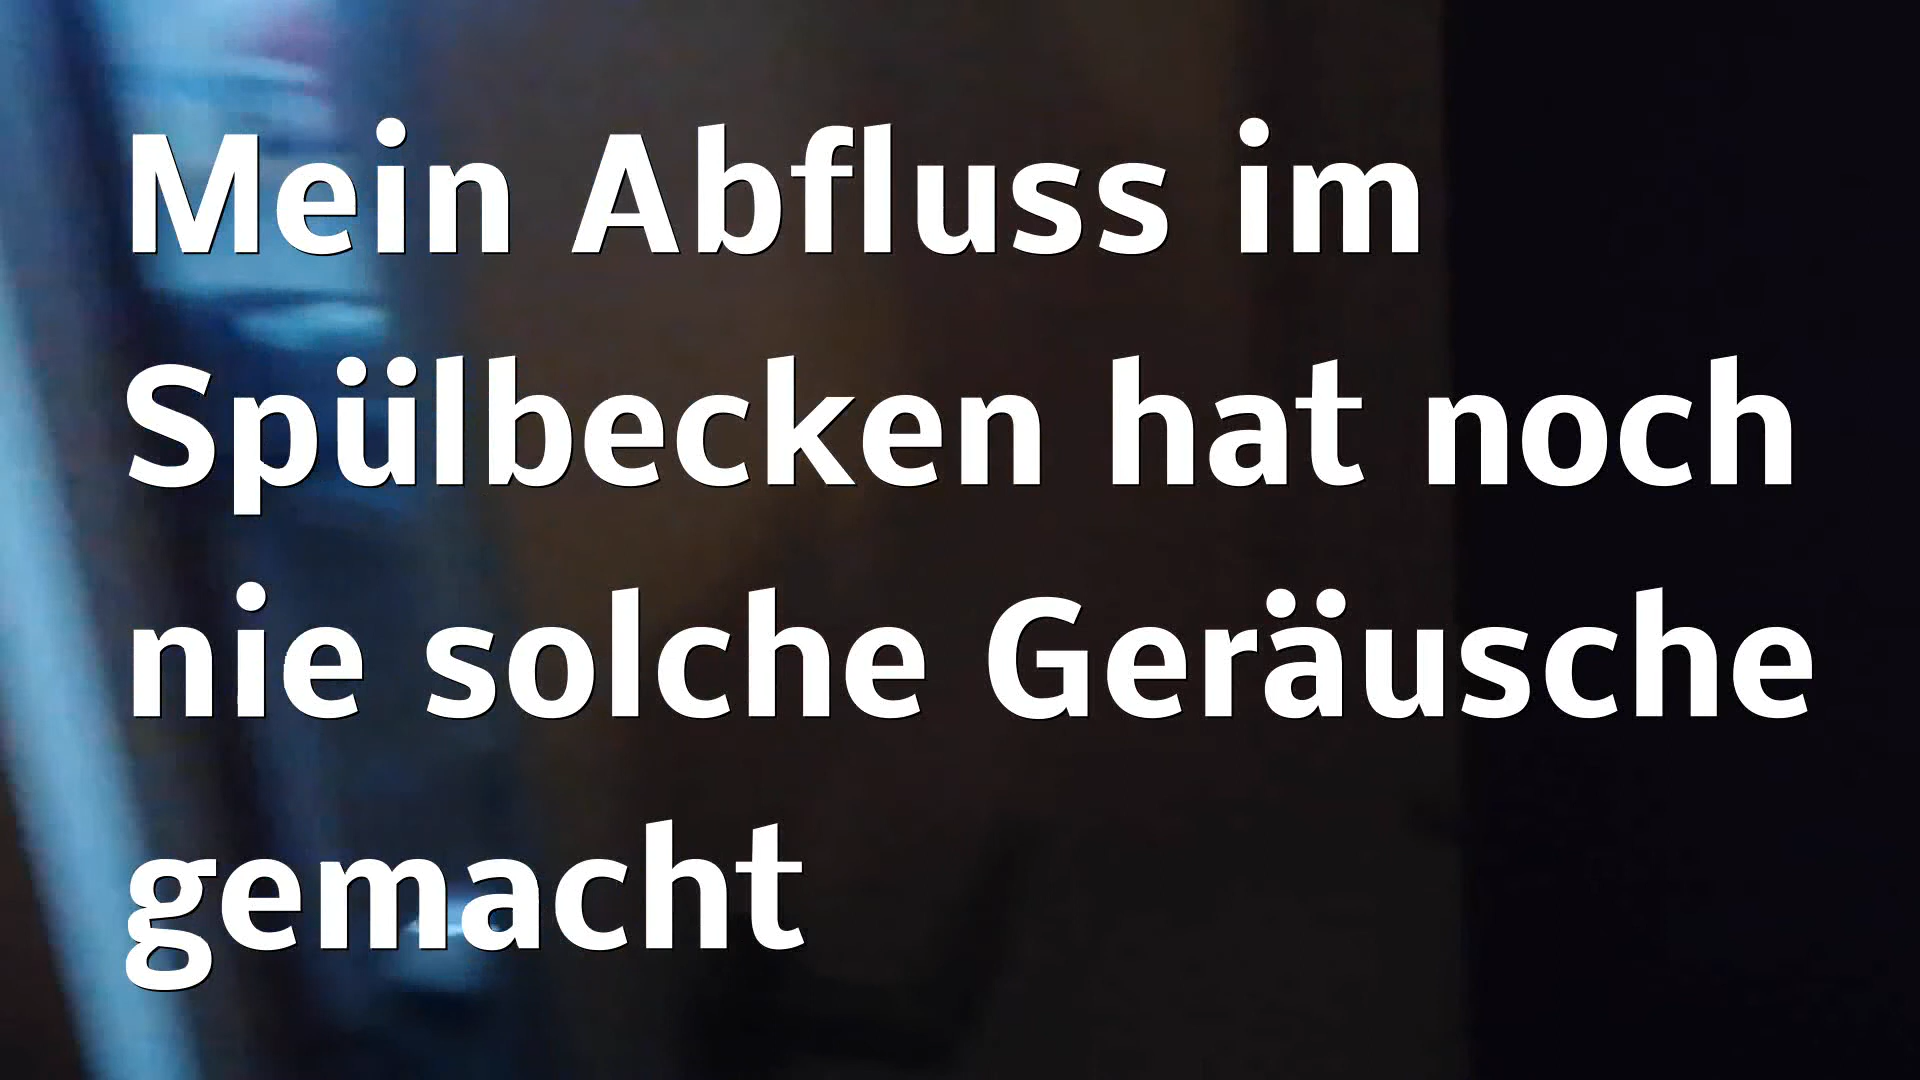 Mein Abfluss im
Spülbecken hat noch
nie solche Geräusche
gemacht